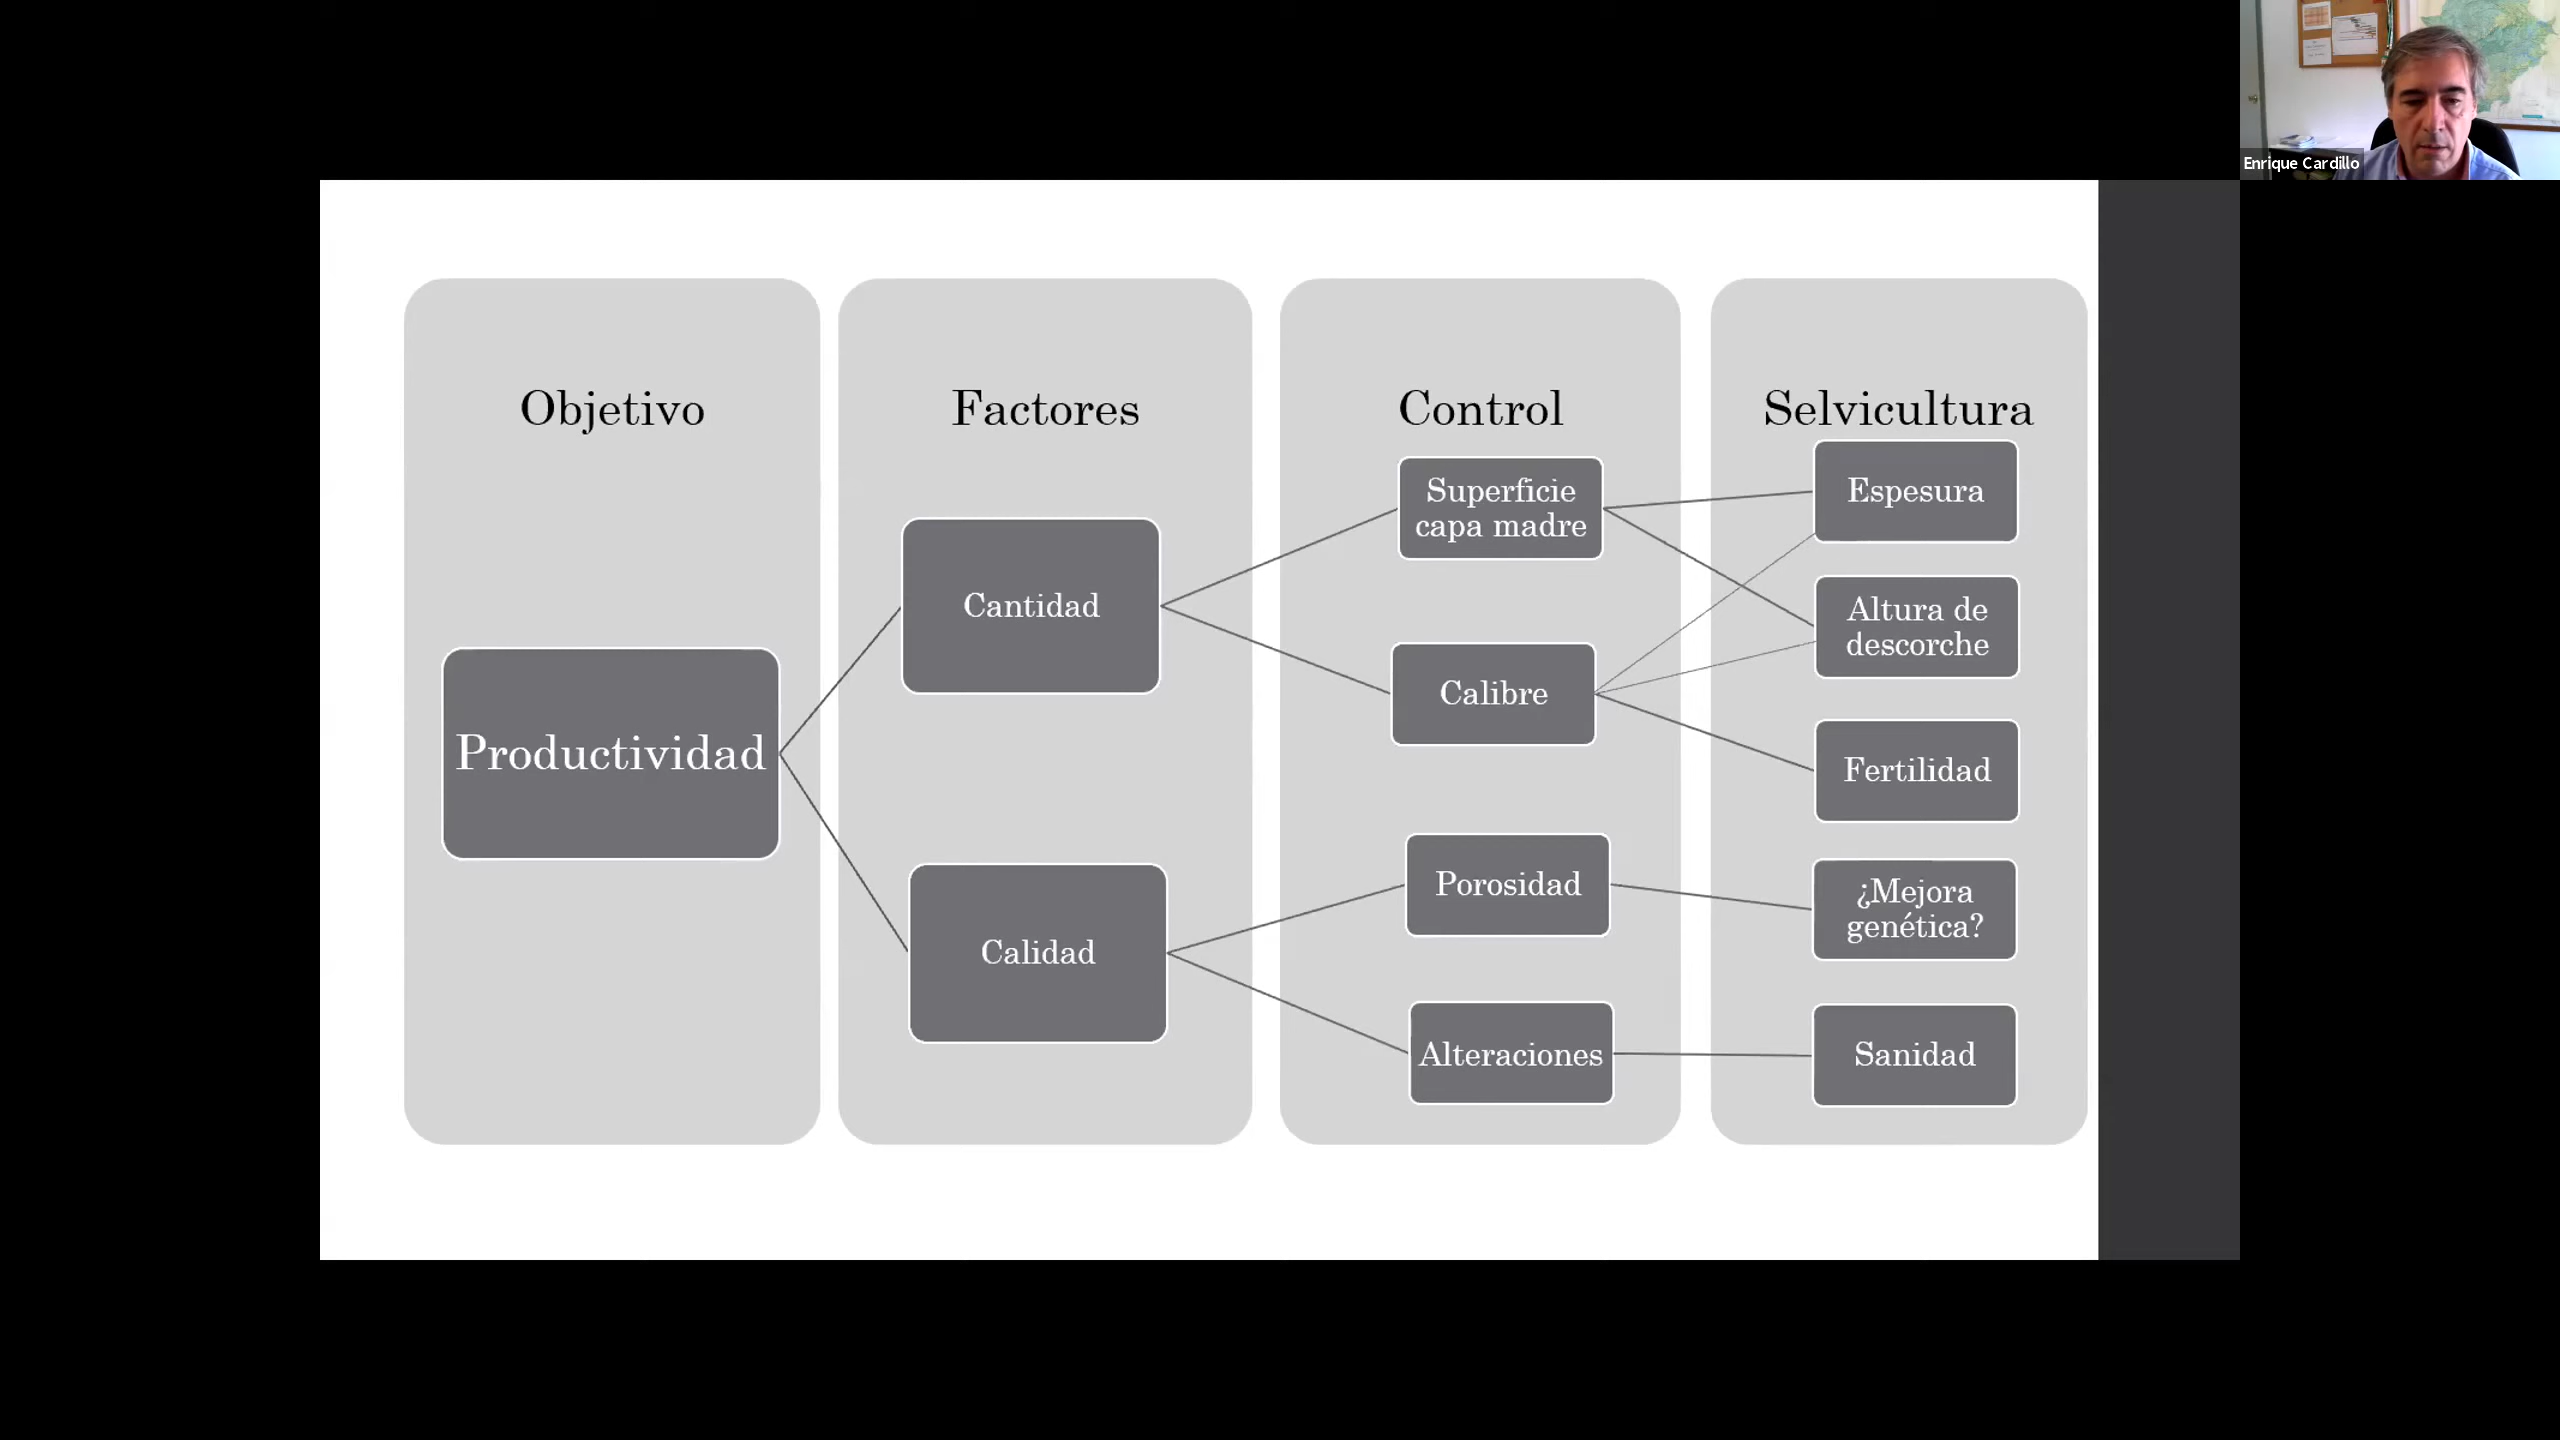 Enrique Cardillo
Objetivo
Factores
Control
Selvicultura
Productividad
Cantidad
Calidad
Superficie
capa madre
Calibre
Porosidad
Alteraciones
Espesura
Altura de
descorche
Fertilidad
¿Mejora
genética?
Sanidad